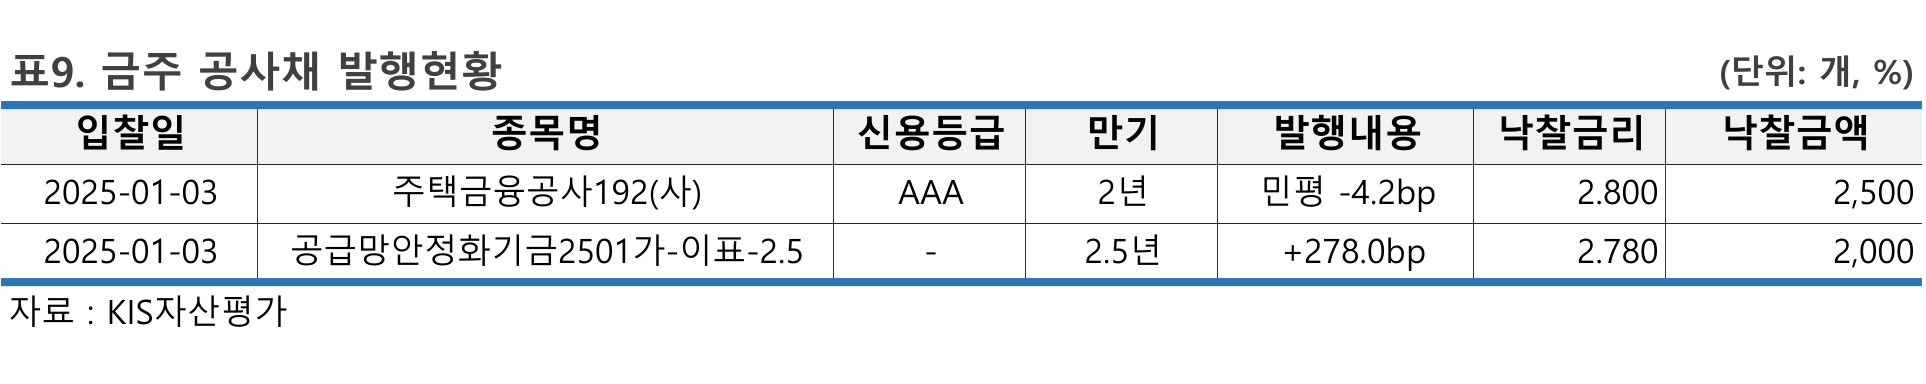 표9. 금주 공사채 발행현황 (단위: 개, %)
입찰일 종목명 신용등급 만기 발행내용 낙찰금리 낙찰금액
2025-01-03 주택금융공사192(사) AAA 2년 민평 -4.2bp 2.800 2,500
2025-01-03 공급망안정화기금2501가-이표-2.5 - 2.5년 +278.0bp 2.780 2,000
자료 : KIS자산평가